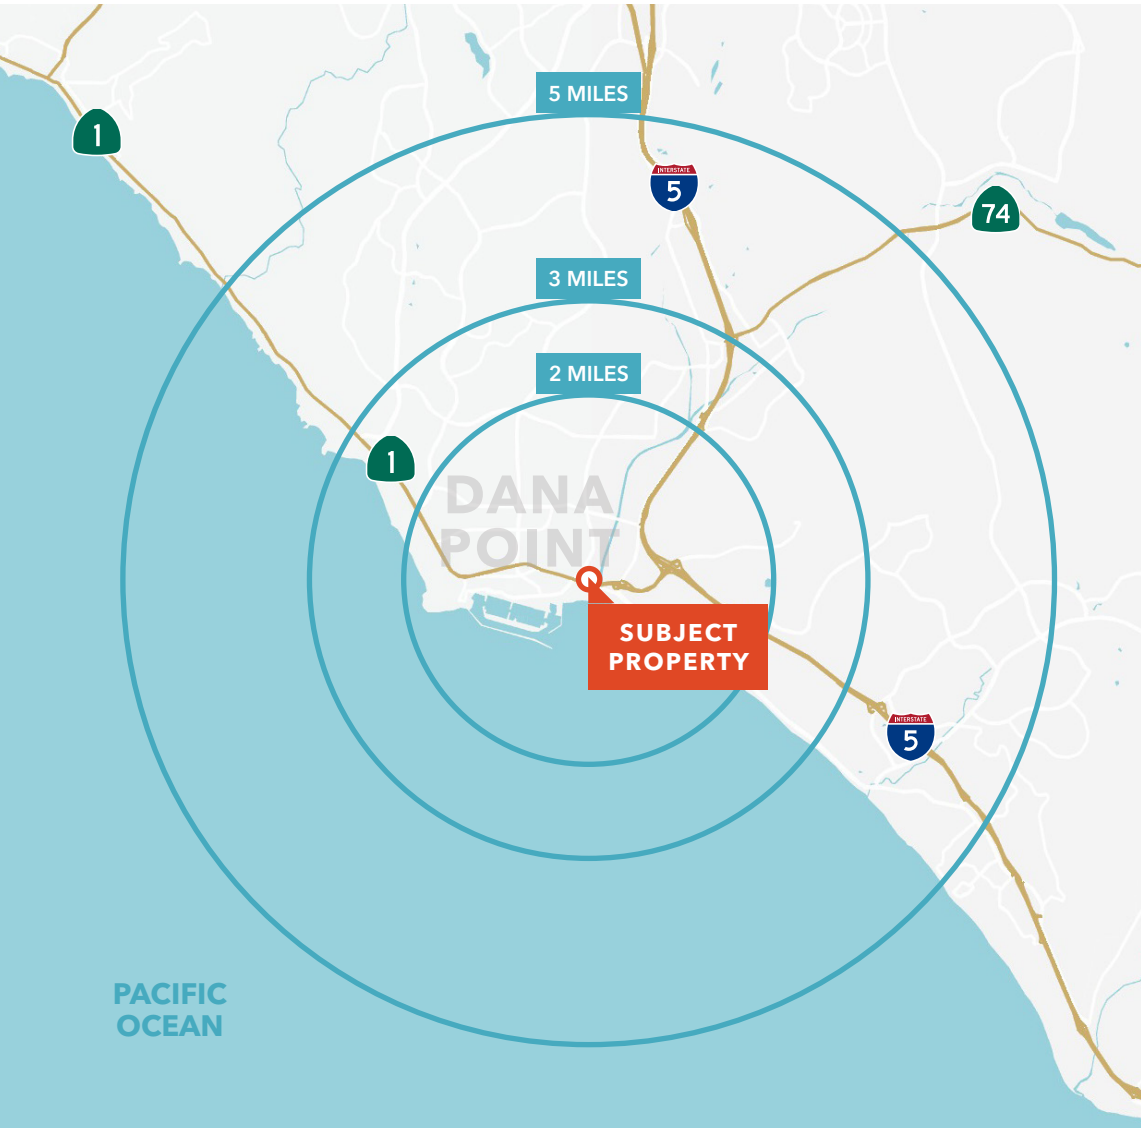 5 MILES
1
INTERSTATE
5
74
3 MILES
2 MILES
1
DANA
POINT
SUBJECT
PROPERTY
INTERSTATE
5
PACIFIC
OCEAN